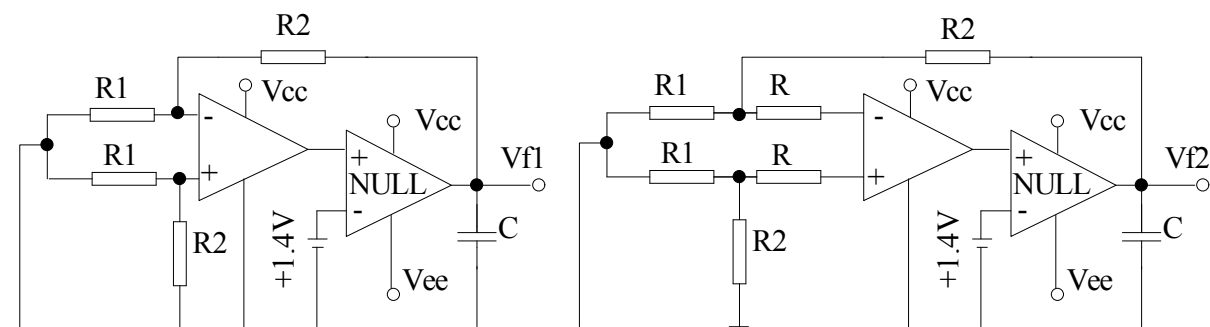 R2
R1
-
Vcc
Vcc
R1
+
+
NULL
-
Vf1
R2
+1.4V
C
Vee
R2
R1
R
-
Vcc
Vcc
R1
R
+
+
NULL
-
Vf2
R2
+1.4V
C
Vee